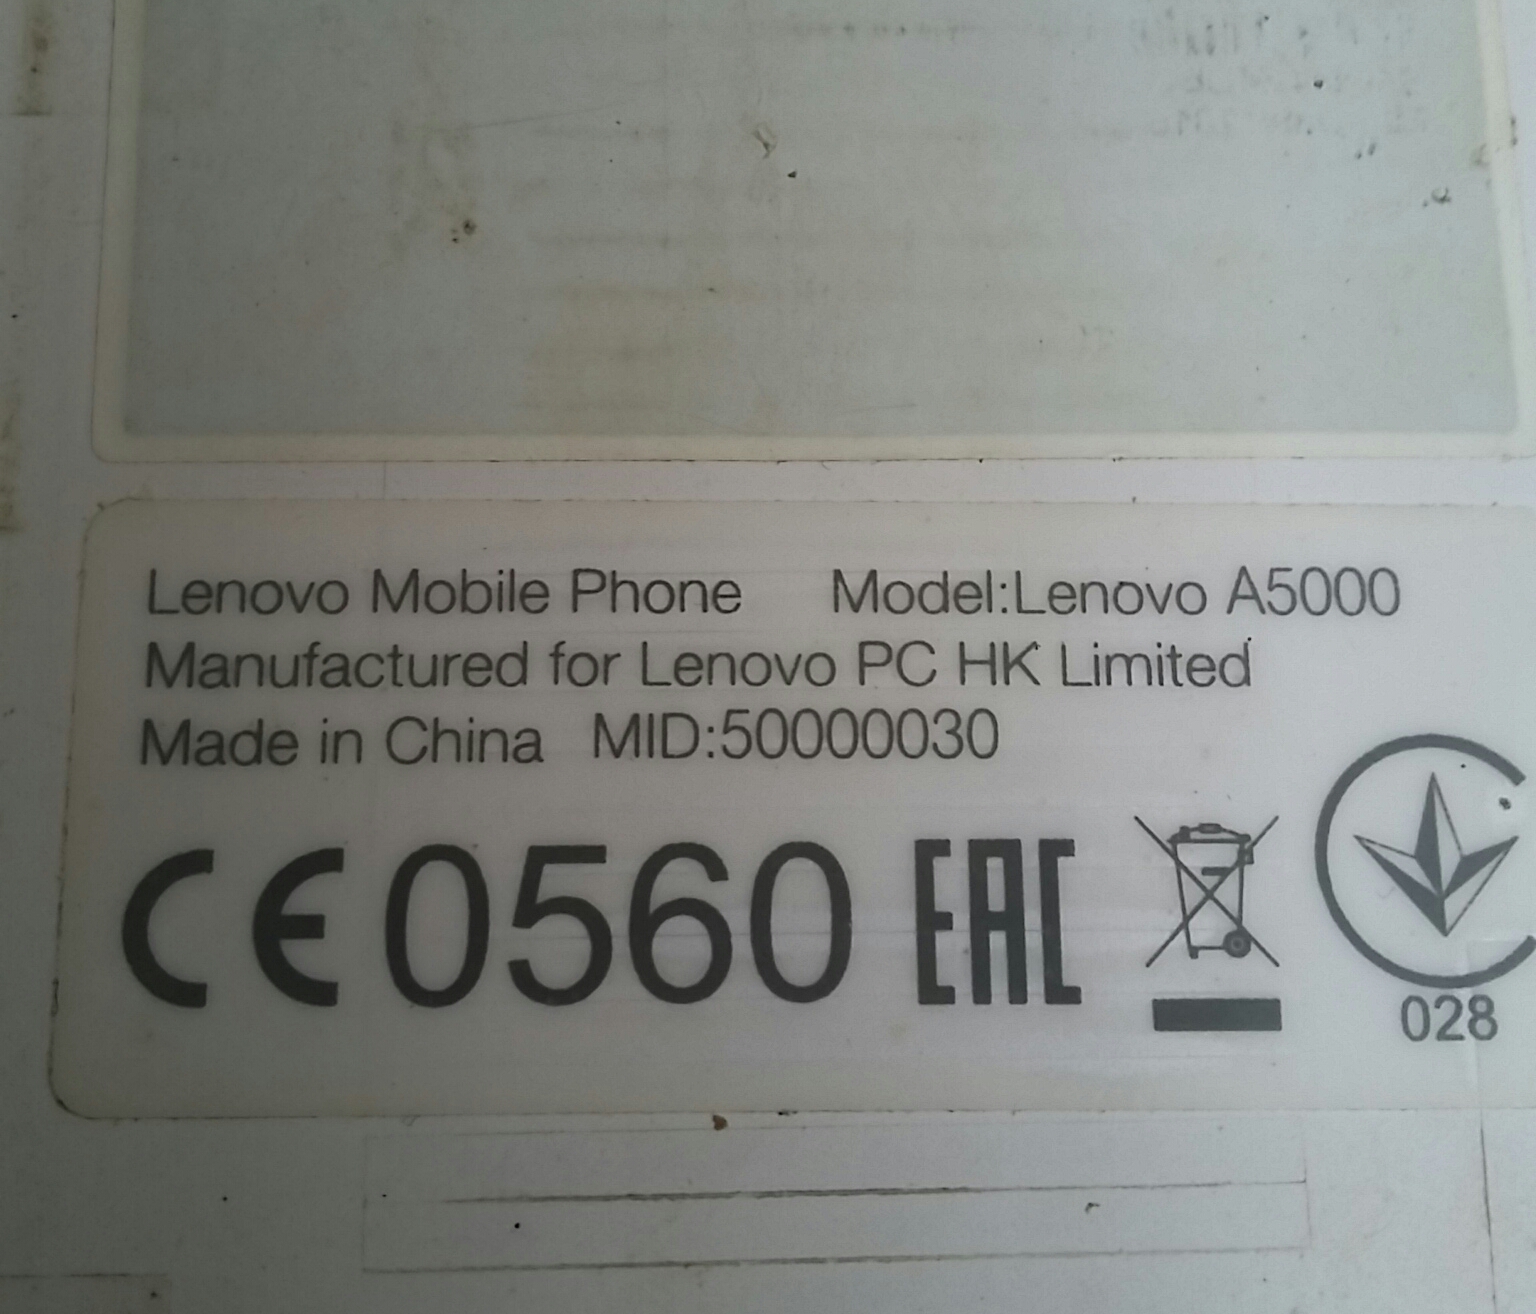 Lenovo Mobile Phone Model:Lenovo A5000
Manufactured for Lenovo PC HK Limited
Made in China MID:50000030
CE0560 EAC
028